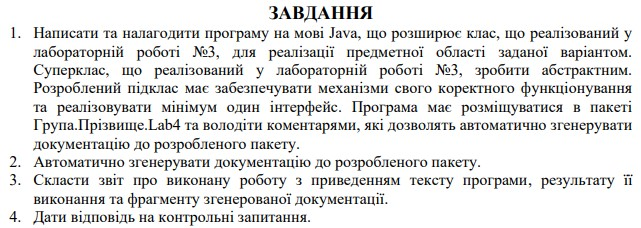 ЗАВДАННЯ
1. Написати та налагодити програму на мові Java, що розширює клас, що реалізований у
лабораторній роботі №3, для реалізації предметної області заданої варіантом.
Суперклас, що реалізований у лабораторній роботі №3, зробити абстрактним.
Розроблений підклас має забезпечувати механізми свого коректного функціонування
та реалізовувати мінімум один інтерфейс. Програма має розміщуватися в пакеті
Група.Прізвище.Lab4 та володіти коментарями, які дозволять автоматично згенерувати
документацію до розробленого пакету.
2. Автоматично згенерувати документацію до розробленого пакету.
3. Скласти звіт про виконану роботу з приведенням тексту програми, результату її
виконання та фрагменту згенерованої документації.
4. Дати відповідь на контрольні запитання.